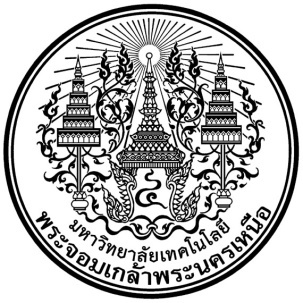 ๔
มหาวิทยาลัยเทคโนโลยี
พระจอมเกล้าพระนครเหนือ